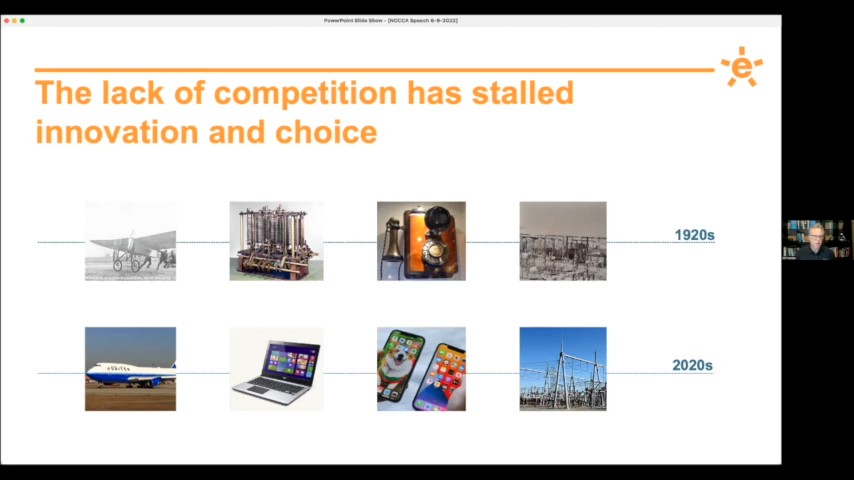 PowerPoint Slide Show - [NCCCA Speech 6-9-2022]
e
The lack of competition has stalled
innovation and choice
1920s
2020s